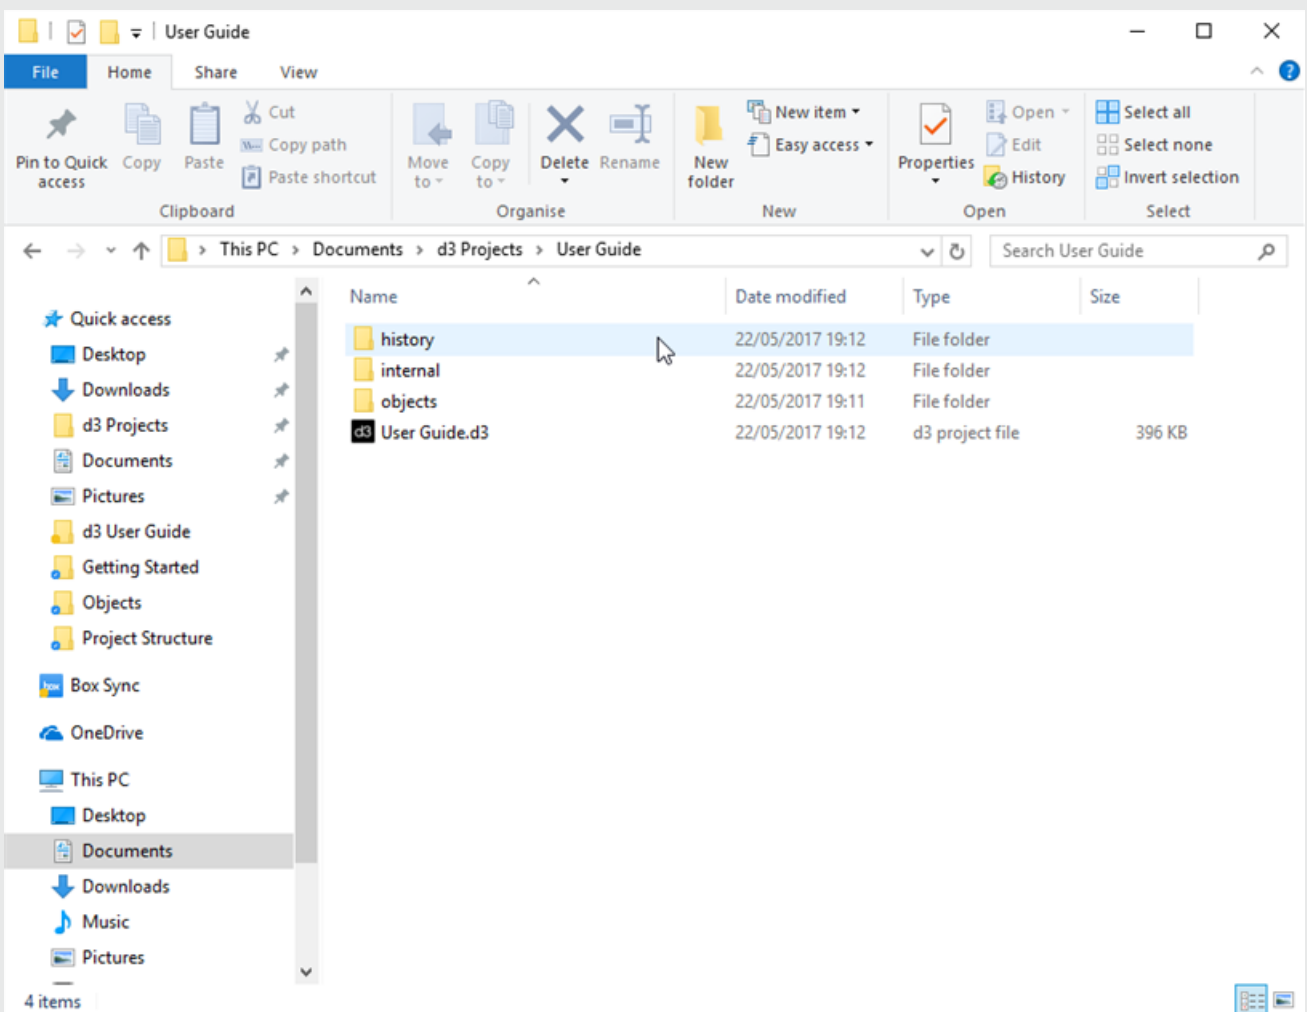 User Guide
File Home Share View
Pin to Quick access
Copy
Paste
Cut
Copy path
Paste shortcut
Move to
Copy to
Delete
Rename
New folder
New item
Easy access
Properties
Open
Edit
History
Select all
Select none
Invert selection
Clipboard Organise New Open Select
This PC > Documents > d3 Projects > User Guide
Search User Guide
Name Date modified Type Size
history 22/05/2017 19:12 File folder
internal 22/05/2017 19:12 File folder
objects 22/05/2017 19:11 File folder
d3 User Guide.d3 22/05/2017 19:12 d3 project file 396 KB
Quick access
Desktop
Downloads
d3 Projects
Documents
Pictures
d3 User Guide
Getting Started
Objects
Project Structure
box Box Sync
OneDrive
This PC
Desktop
Documents
Downloads
Music
Pictures
4 items